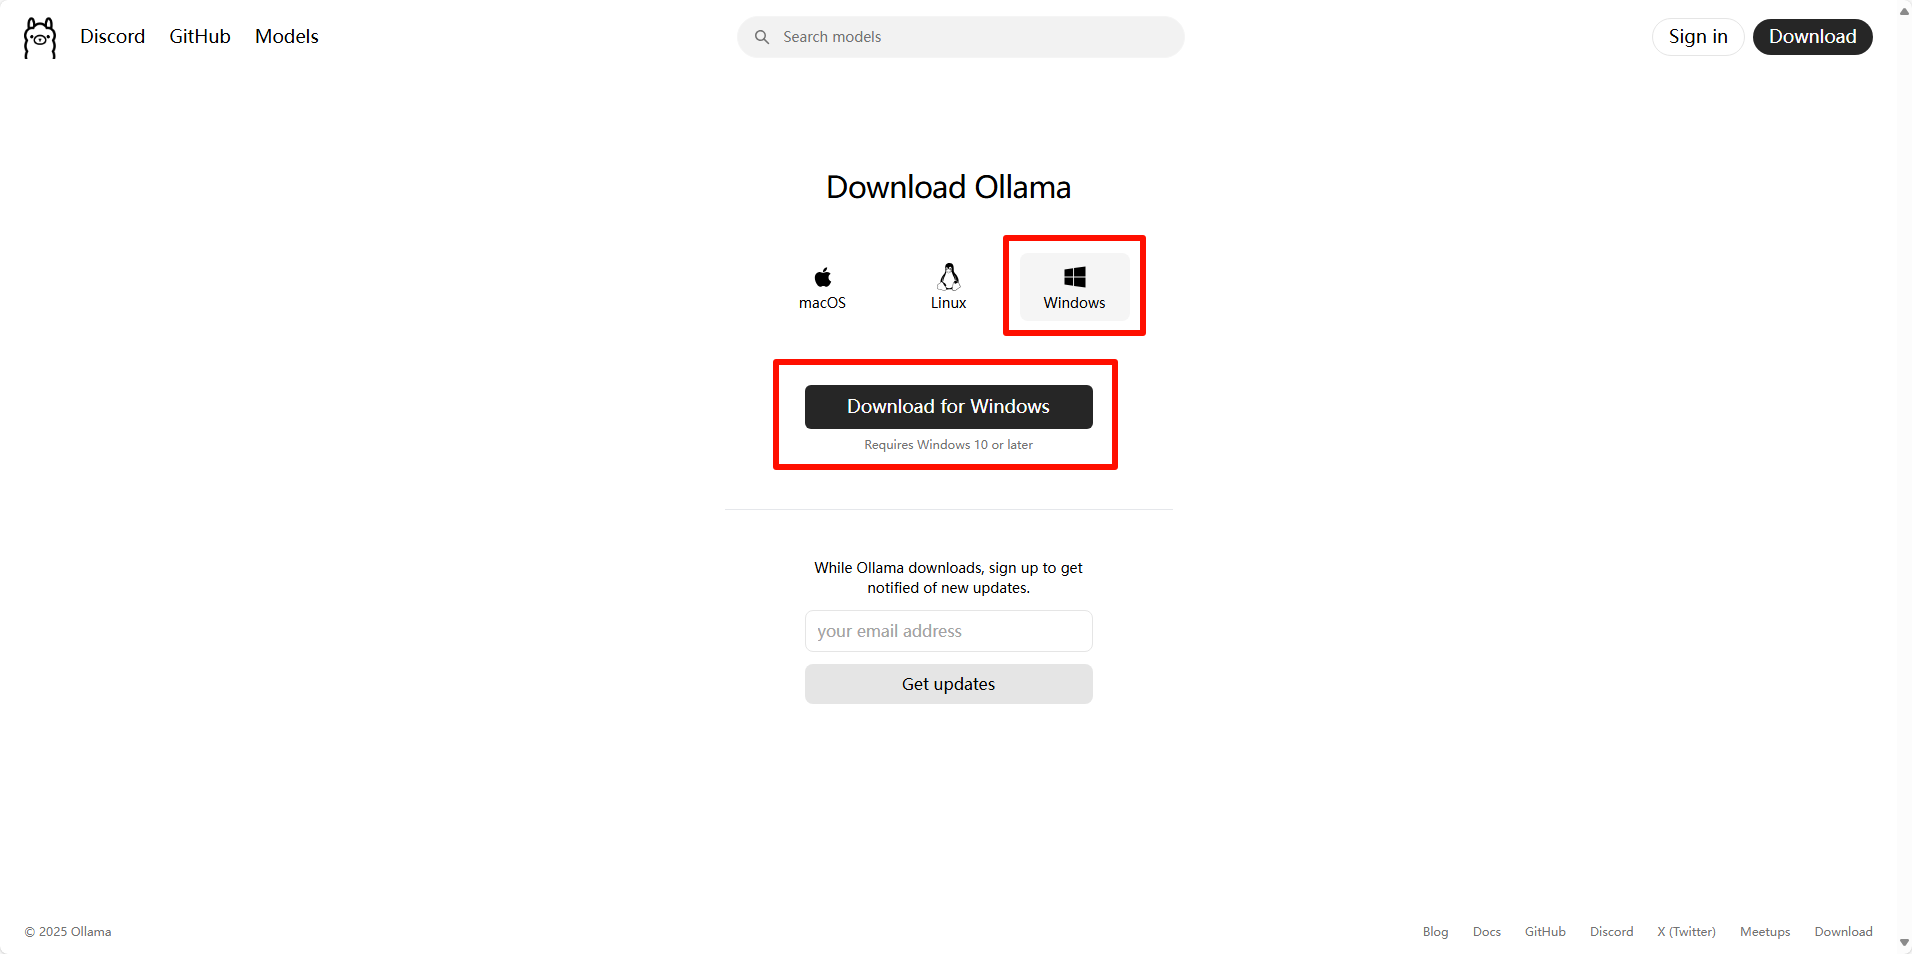 Discord GitHub Models Search models Sign in Download
Download Ollama
macOS Linux Windows
Download for Windows
Requires Windows 10 or later
While Ollama downloads, sign up to get
notified of new updates.
your email address
Get updates
© 2025 Ollama Blog Docs GitHub Discord X (Twitter) Meetups Download